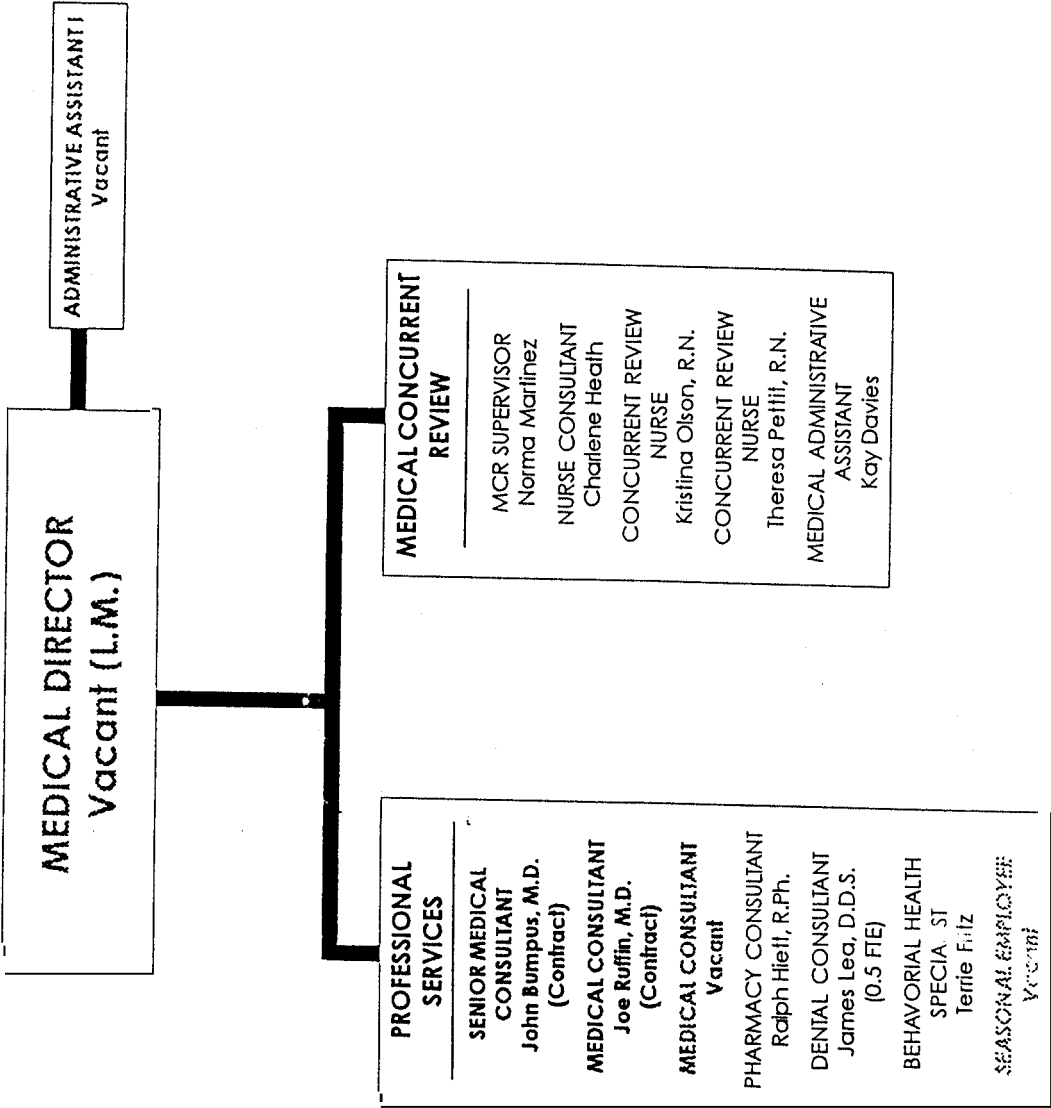 MEDICAL DIRECTOR
Vacant (L.M.)
ADMINISTRATIVE ASSISTANT I
Vacant
PROFESSIONAL
SERVICES
SENIOR MEDICAL
CONSULTANT
John Bumpus, M.D.
(Contract)
MEDICAL CONSULTANT
Joe Ruffin, M.D.
(Contract)
MEDICAL CONSULTANT
Vacant
PHARMACY CONSULTANT
Ralph Hiett, R.Ph.
DENTAL CONSULTANT
James Lea, D.D.S.
(0.5 FTE)
BEHAVORIAL HEALTH
SPECIA ST
Terrie
SEASONAL EMPLOYEE
Vacant
MEDICAL CONCURRENT
REVIEW
MCR SUPERVISOR
Norma Martinez
NURSE CONSULTANT
Charlene Heath
CONCURRENT REVIEW
NURSE
Kristina Olson, R.N.
CONCURRENT REVIEW
NURSE
Theresa Pettit, R.N.
MEDICAL ADMINISTRATIVE
ASSISTANT
Kay Davies